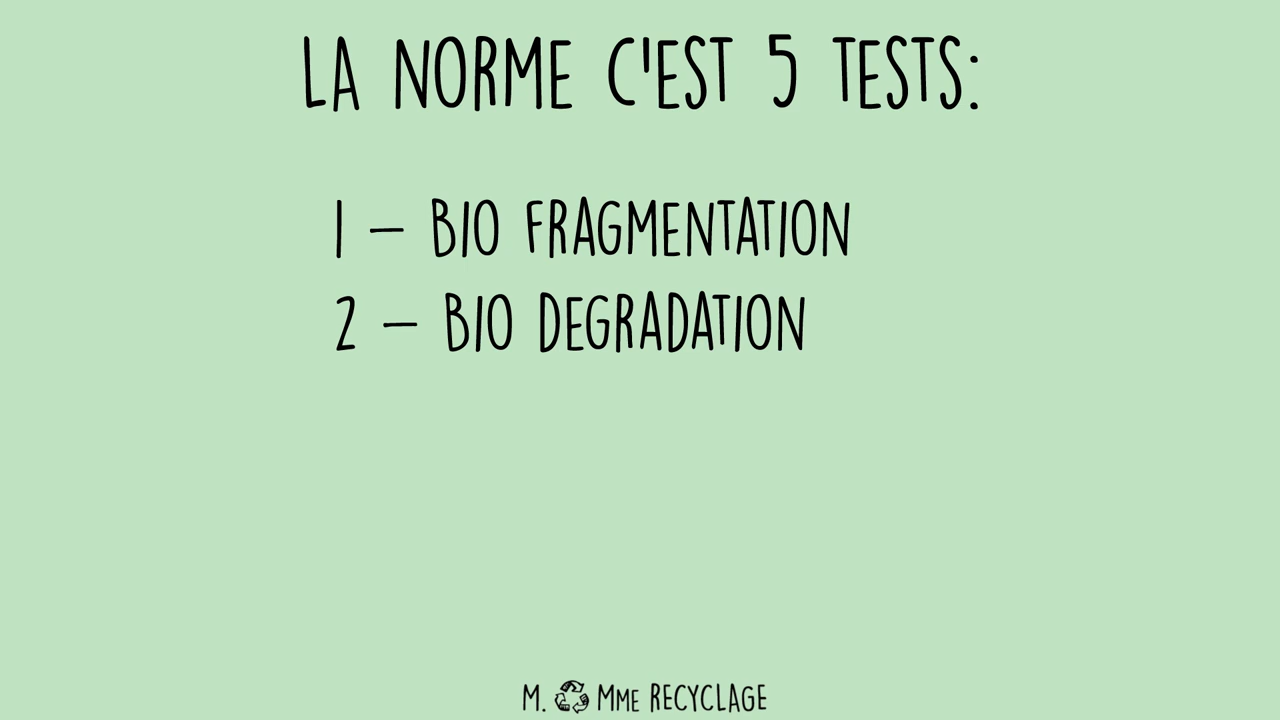 LA NORME C'EST 5 TESTS:
1 – BIO FRAGMENTATION
2 – BIO DEGRADATION
M. MME RECYCLAGE